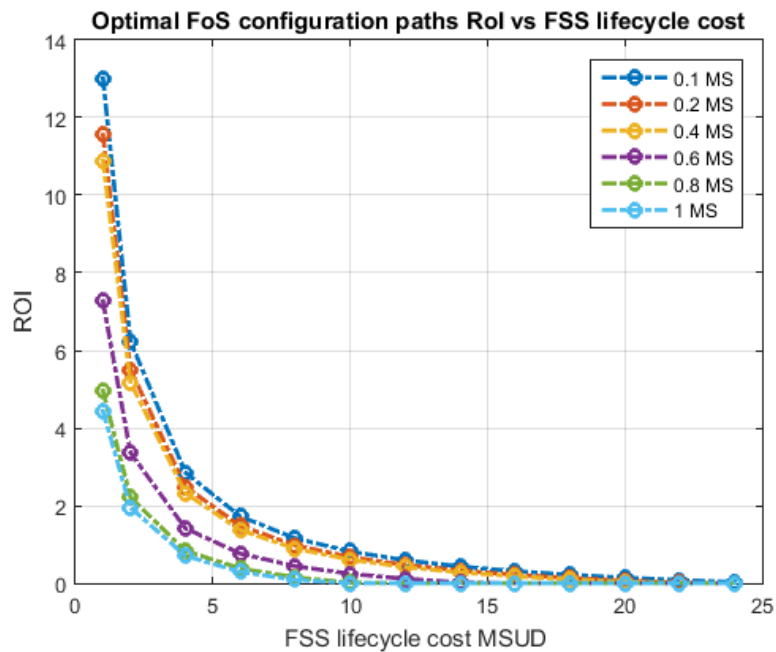 Optimal FoS configuration paths RoI vs FSS lifecycle cost
14
12
10
8
6
4
2
0
ROI
0.1 MS
0.2 MS
0.4 MS
0.6 MS
0.8 MS
1 MS
0 5 10 15 20 25
FSS lifecycle cost MSUD